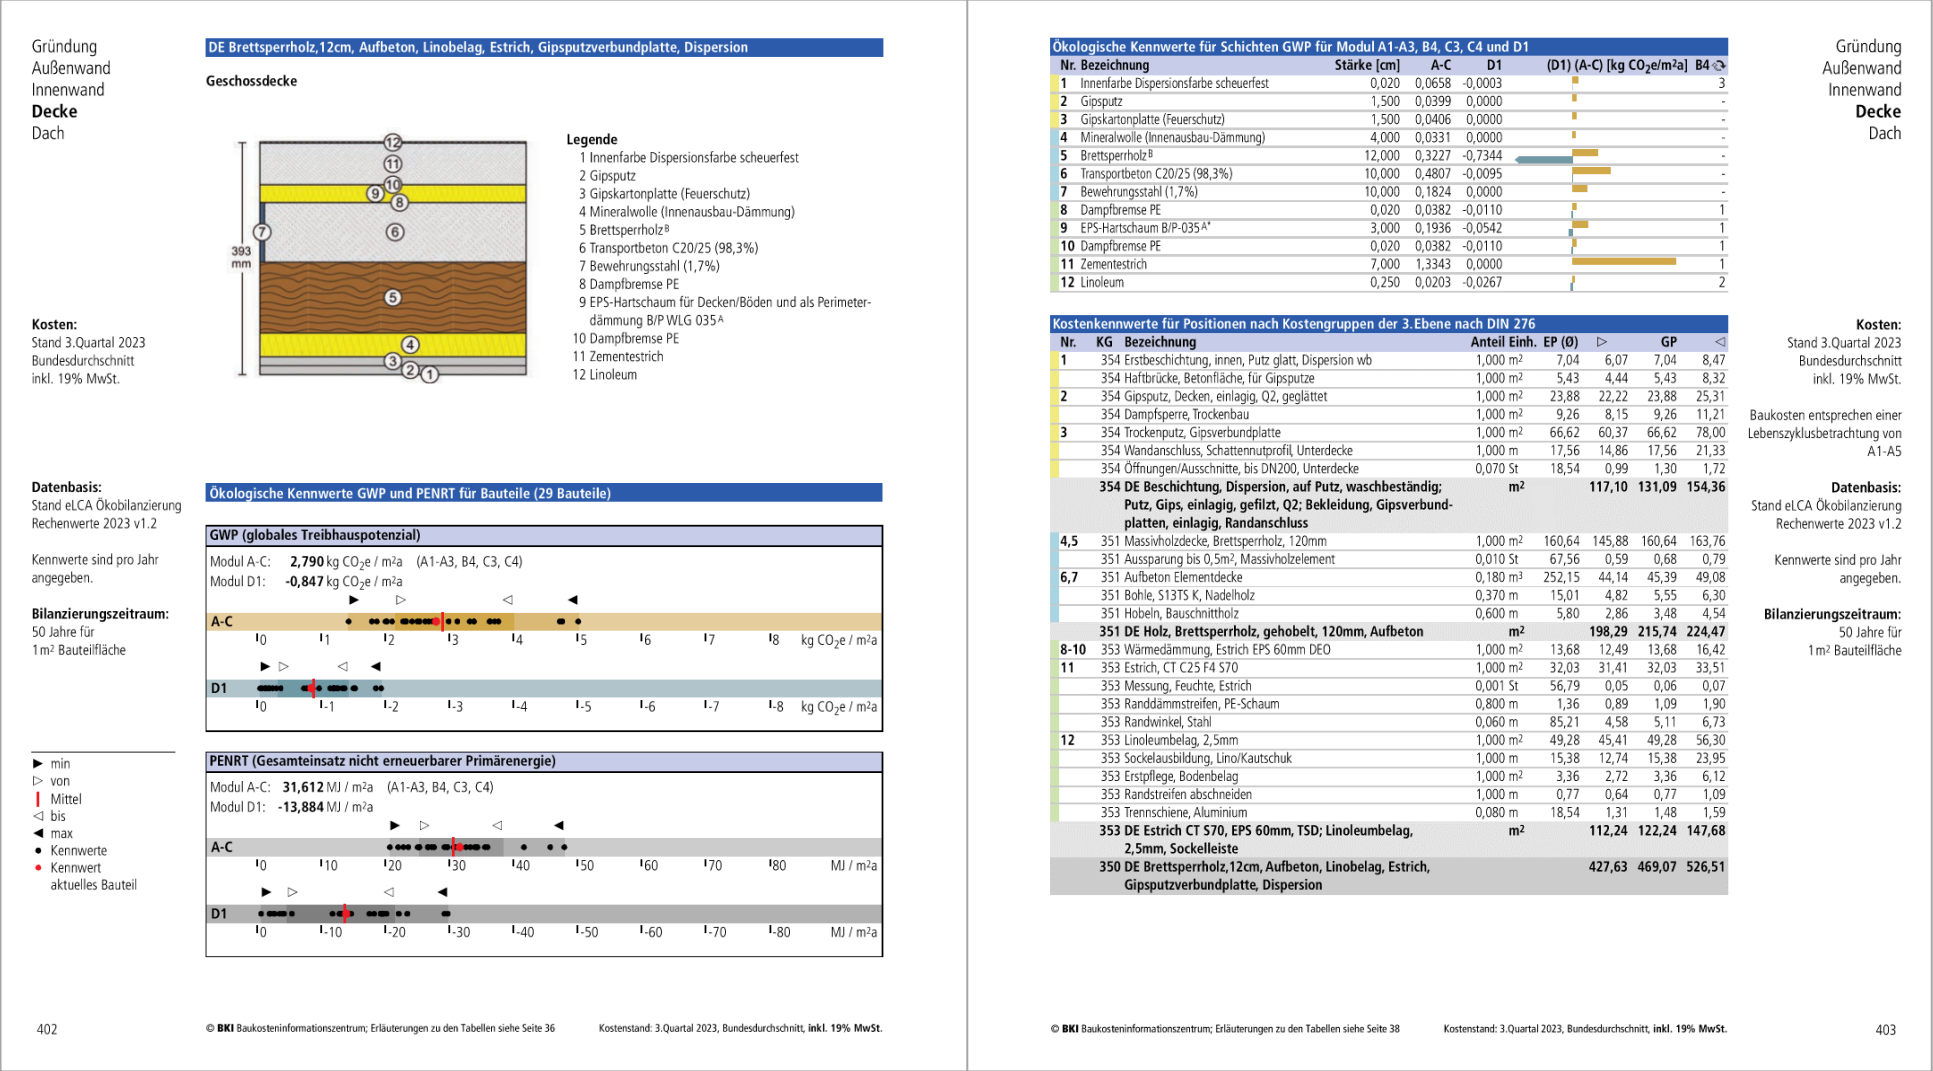 Gründung
Außenwand
Innenwand
Decke
Dach
DE Brettsperrholz,12cm, Aufbeton, Linobelag, Estrich, Gipsputzverbundplatte, Dispersion
Geschossdecke
12
11
10
9
8
7
6
5
4
3
2
1
393
mm
Legende
1 Innenfarbe Dispersionsfarbe scheuerfest
2 Gipsputz
3 Gipskartonplatte (Feuerschutz)
4 Mineralwolle (Innenausbau-Dämmung)
5 Brettsperrholz B
6 Transportbeton C20/25 (98,3%)
7 Bewehrungsstahl (1,7%)
8 Dampfbremse PE
9 EPS-Hartschaum für Decken/Böden und als Perimeter-
dämmung B/P WLG 035 A
10 Dampfbremse PE
11 Zementestrich
12 Linoleum
Kosten:
Stand 3.Quartal 2023
Bundesdurchschnitt
inkl. 19% MwSt.
Datenbasis:
Stand eLCA Ökobilanzierung
Rechenwerte 2023 v1.2
Kennwerte sind pro Jahr
angegeben.
Bilanzierungszeitraum:
50 Jahre für
1m² Bauteilfläche
▶ min
▷ von
| Mittel
◁ bis
◀ max
● Kennwerte
● Kennwert
aktuelles Bauteil
Ökologische Kennwerte GWP und PENRT für Bauteile (29 Bauteile)
GWP (globales Treibhauspotenzial)
Modul A-C: 2,790 kg CO₂e / m²a (A1-A3, B4, C3, C4)
Modul D1: -0,847 kg CO₂e / m²a
A-C
0 1 2 3 4 5 6 7 8 kg CO₂e / m²a
D1
0 -1 -2 -3 -4 -5 -6 -7 -8 kg CO₂e / m²a
PENRT (Gesamteinsatz nicht erneuerbarer Primärenergie)
Modul A-C: 31,612 MJ / m²a (A1-A3, B4, C3, C4)
Modul D1: -13,884 MJ / m²a
A-C
0 10 20 30 40 50 60 70 80 MJ / m²a
D1
0 -10 -20 -30 -40 -50 -60 -70 -80 MJ / m²a
402
© BKI Baukosteninformationszentrum; Erläuterungen zu den Tabellen siehe Seite 36 Kostenstand: 3.Quartal 2023, Bundesdurchschnitt, inkl. 19% MwSt.
Ökologische Kennwerte für Schichten GWP für Modul A1-A3, B4, C3, C4 und D1
Nr. Bezeichnung Stärke [cm] A-C D1 (D1) (A-C) [kg CO₂e/m²a] B4
1 Innenfarbe Dispersionsfarbe scheuerfest 0,020 0,0658 -0,0003 3
2 Gipsputz 1,500 0,0399 0,0000 -
3 Gipskartonplatte (Feuerschutz) 1,500 0,0406 0,0000 -
4 Mineralwolle (Innenausbau-Dämmung) 4,000 0,0331 0,0000 -
5 Brettsperrholz B 12,000 0,3227 -0,7344 -
6 Transportbeton C20/25 (98,3%) 10,000 0,4807 -0,0095 -
7 Bewehrungsstahl (1,7%) 10,000 0,1824 0,0000 -
8 Dampfbremse PE 0,020 0,0382 -0,0110 1
9 EPS-Hartschaum B/P-035 A* 3,000 0,1936 -0,0542 1
10 Dampfbremse PE 0,020 0,0382 -0,0110 1
11 Zementestrich 7,000 1,3343 0,0000 1
12 Linoleum 0,250 0,0203 -0,0267 2
Kostenkennwerte für Positionen nach Kostengruppen der 3.Ebene nach DIN 276
Nr. KG Bezeichnung Anteil Einh. EP (Ø) ▷ GP ◁
1 354 Erstbeschichtung, innen, Putz glatt, Dispersion wb 1,000 m² 7,04 6,07 7,04 8,47
354 Haftbrücke, Betonfläche, für Gipsputze 1,000 m² 5,43 4,44 5,43 8,32
2 354 Gipsputz, Decken, einlagig, Q2, geglättet 1,000 m² 23,88 22,22 23,88 25,31
354 Dampfsperre, Trockenbau 1,000 m² 9,26 8,15 9,26 11,21
3 354 Trockenputz, Gipsverbundplatte 1,000 m² 66,62 60,37 66,62 78,00
354 Wandanschluss, Schattennutprofil, Unterdecke 1,000 m 17,56 14,86 17,56 21,33
354 Öffnungen/Ausschnitte, bis DN200, Unterdecke 0,070 St 18,54 0,99 1,30 1,72
354 DE Beschichtung, Dispersion, auf Putz, waschbeständig; m² 117,10 131,09 154,36
Putz, Gips, einlagig, gefilzt, Q2; Bekleidung, Gipsverbund-
platten, einlagig, Randanschluss
4,5 351 Massivholzdecke, Brettsperrholz, 120mm 1,000 m² 160,64 145,88 160,64 163,76
351 Aussparung bis 0,5m², Massivholzelement 0,010 St 67,56 0,59 0,68 0,79
6,7 351 Aufbeton Elementdecke 0,180 m³ 252,15 44,14 45,39 49,08
351 Bohle, S13TS K, Nadelholz 0,370 m 15,01 4,82 5,55 6,30
351 Hobeln, Bauschnittholz 0,600 m 5,80 2,86 3,48 4,54
351 DE Holz, Brettsperrholz, gehobelt, 120mm, Aufbeton m² 198,29 215,74 224,47
8-10 353 Wärmedämmung, Estrich EPS 60mm DEO 1,000 m² 13,68 12,49 13,68 16,42
11 353 Estrich, CT C25 F4 S70 1,000 m² 32,03 31,41 32,03 33,51
353 Messung, Feuchte, Estrich 0,001 St 56,79 0,05 0,06 0,07
353 Randdämmstreifen, PE-Schaum 0,800 m 1,36 0,89 1,09 1,90
353 Randwinkel, Stahl 0,060 m 85,21 4,58 5,11 6,73
12 353 Linoleumbelag, 2,5mm 1,000 m² 49,28 45,41 49,28 56,30
353 Sockelausbildung, Lino/Kautschuk 1,000 m 15,38 12,74 15,38 23,95
353 Erstpflege, Bodenbelag 1,000 m² 3,36 2,72 3,36 6,12
353 Randstreifen abschneiden 1,000 m 0,77 0,64 0,77 1,09
353 Trennschiene, Aluminium 0,080 m 18,54 1,31 1,48 1,59
353 DE Estrich CT S70, EPS 60mm, TSD; Linoleumbelag, m² 112,24 122,24 147,68
2,5mm, Sockelleiste
350 DE Brettsperrholz,12cm, Aufbeton, Linobelag, Estrich, 427,63 469,07 526,51
Gipsputzverbundplatte, Dispersion
Gründung
Außenwand
Innenwand
Decke
Dach
Kosten:
Stand 3.Quartal 2023
Bundesdurchschnitt
inkl. 19% MwSt.
Baukosten entsprechen einer
Lebenszyklusbetrachtung von
A1-A5
Datenbasis:
Stand eLCA Ökobilanzierung
Rechenwerte 2023 v1.2
Kennwerte sind pro Jahr
angegeben.
Bilanzierungszeitraum:
50 Jahre für
1m² Bauteilfläche
© BKI Baukosteninformationszentrum; Erläuterungen zu den Tabellen siehe Seite 38 Kostenstand: 3.Quartal 2023, Bundesdurchschnitt, inkl. 19% MwSt.
403